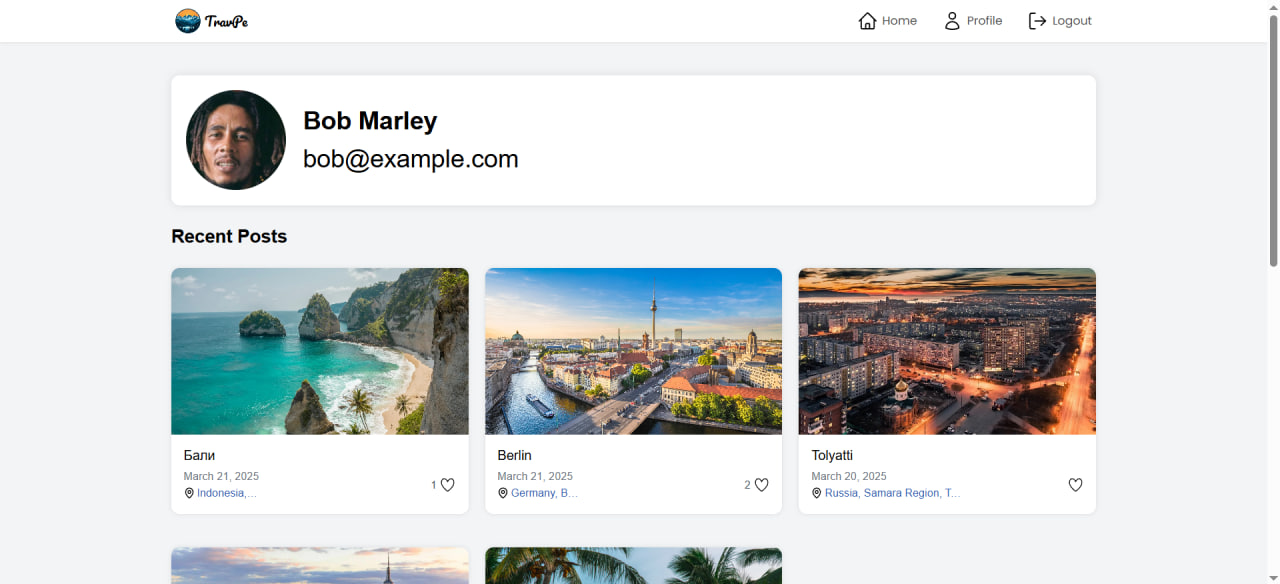 TravPe
Home
Profile
Logout
Bob Marley
bob@example.com
Recent Posts
Бали
March 21, 2025
Indonesia,...
1
Berlin
March 21, 2025
Germany, B...
2
Tolyatti
March 20, 2025
Russia, Samara Region, T...